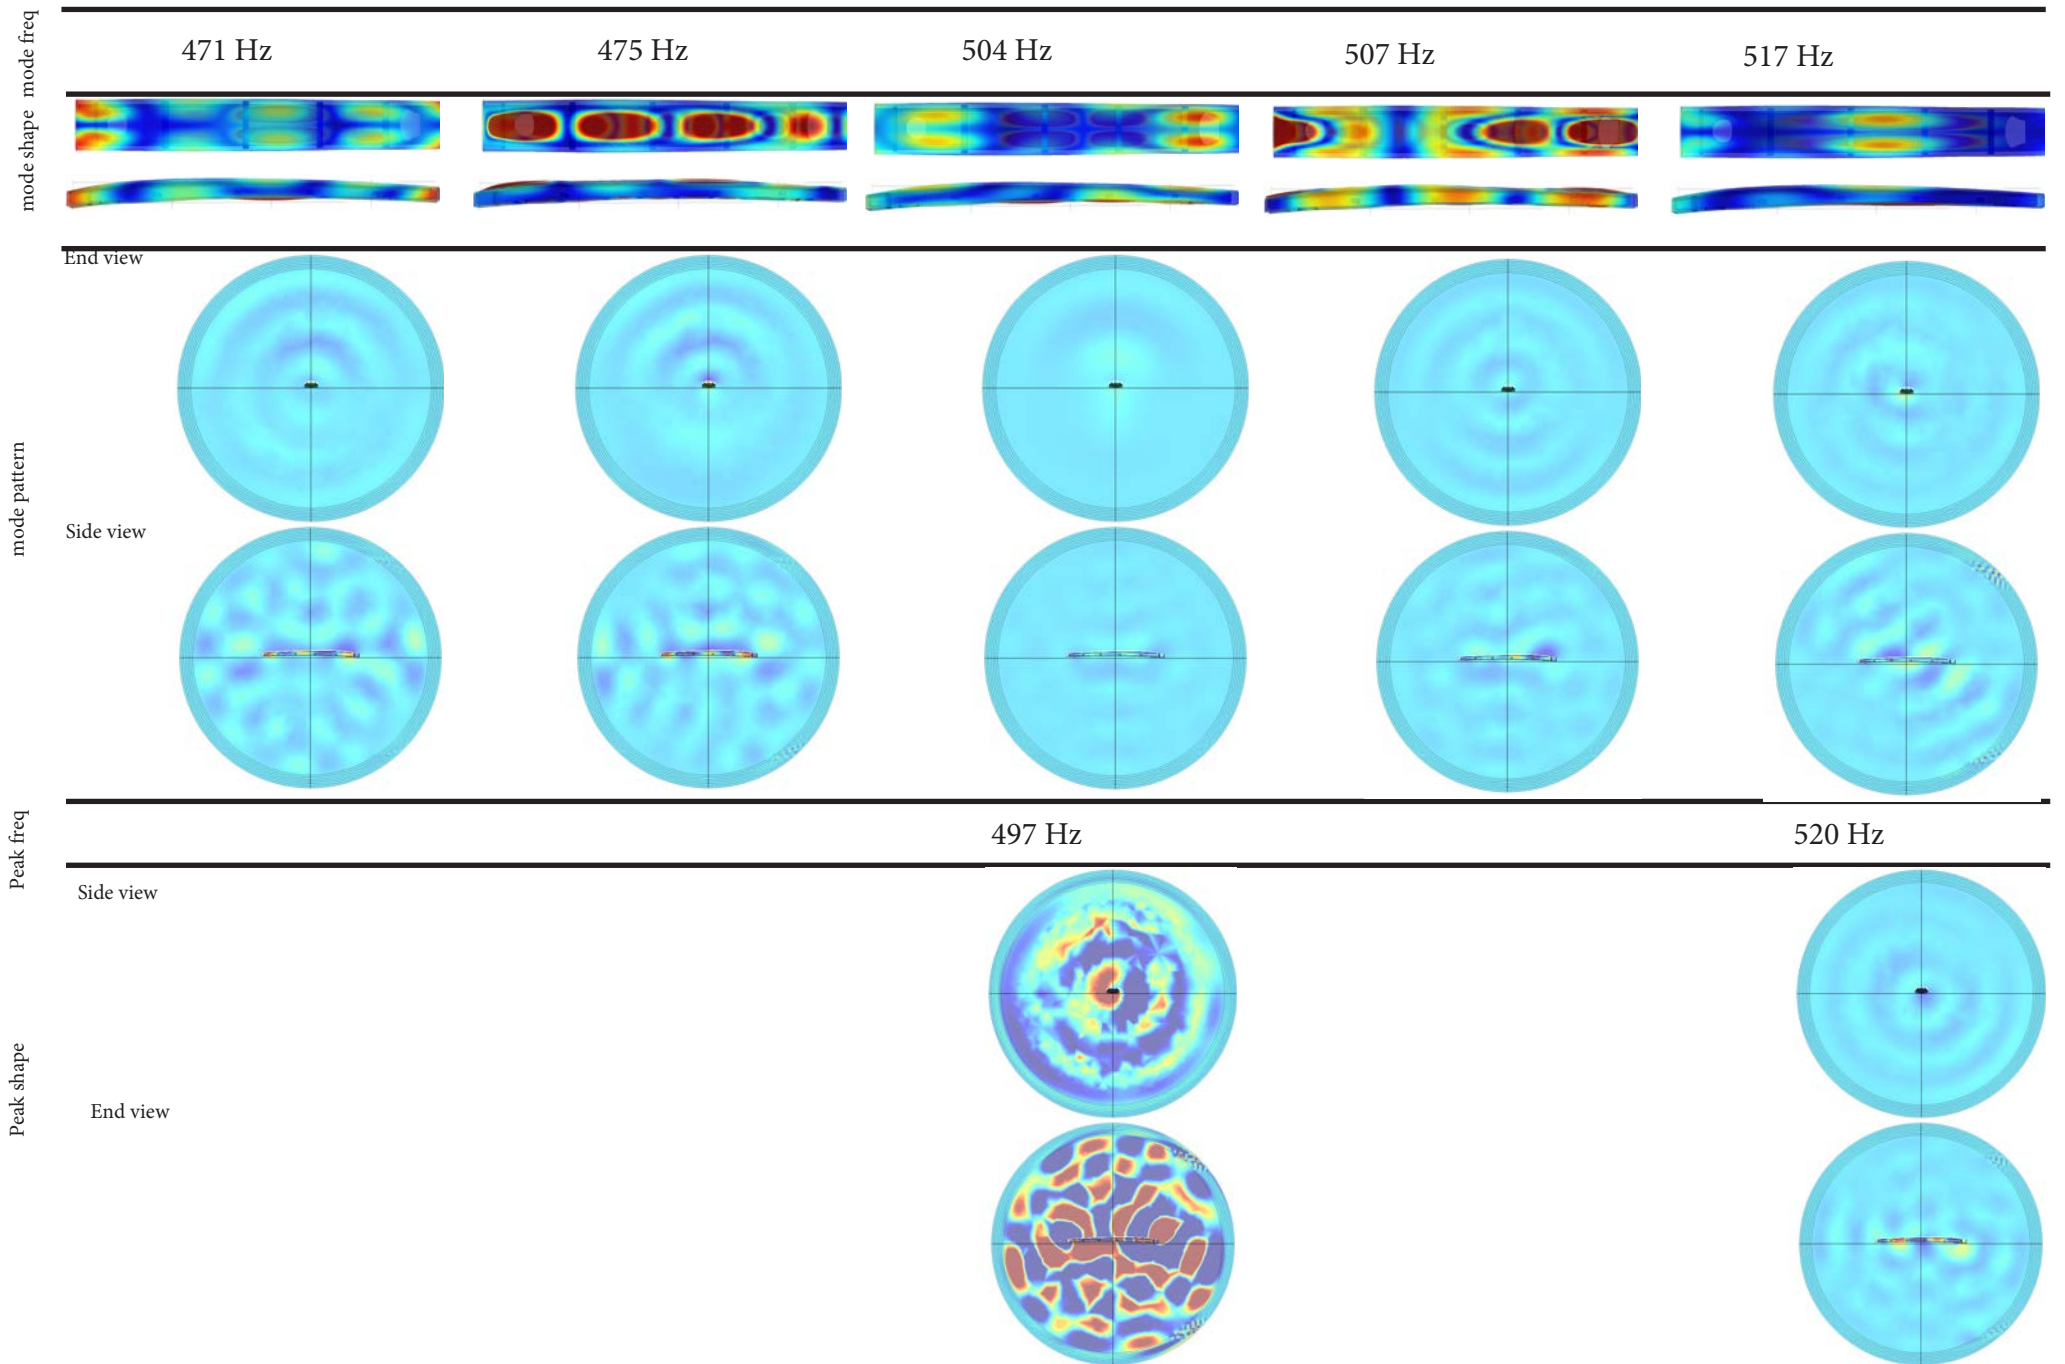 mode freq
471 Hz
475 Hz
504 Hz
507 Hz
517 Hz
mode shape
mode pattern
End view
Side view
Peak freq
497 Hz
520 Hz
Peak shape
Side view
End view